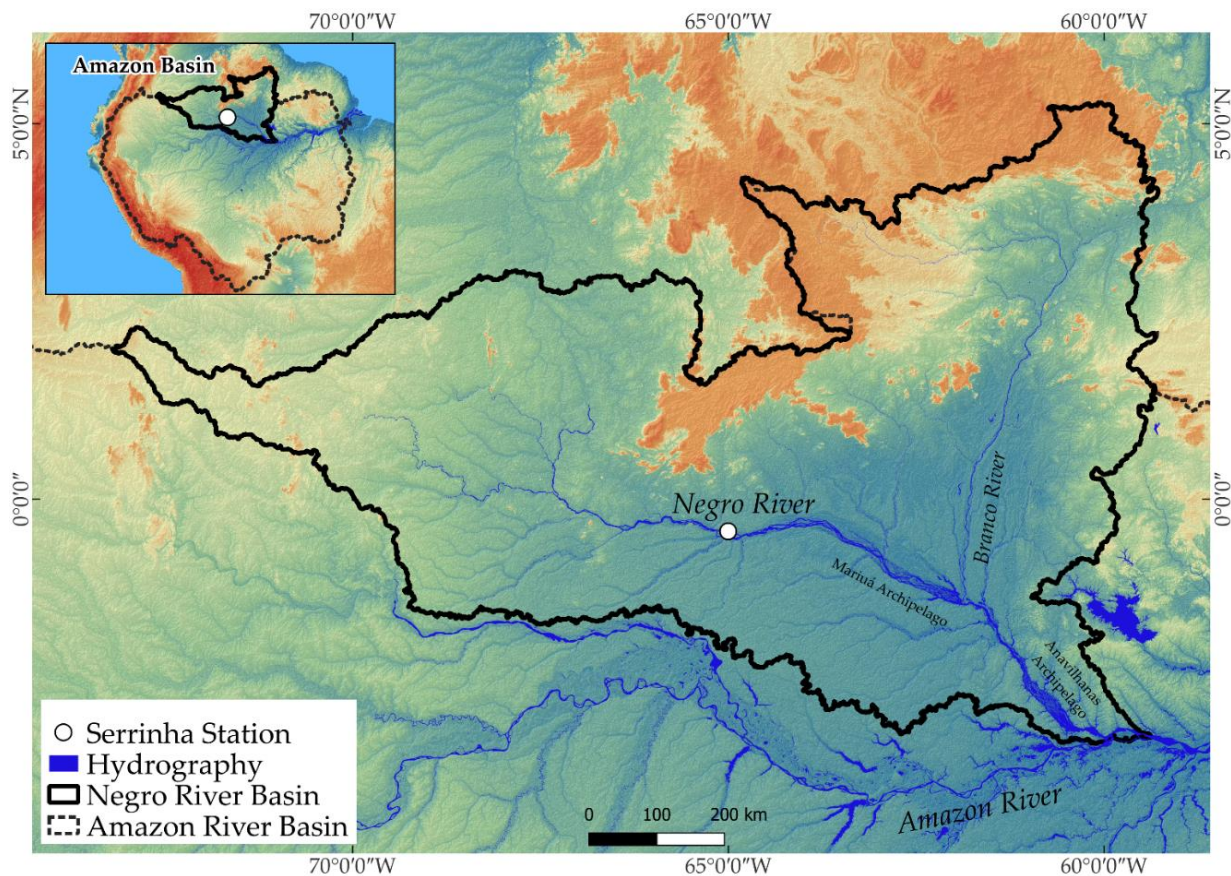 70°0'0"W
65°0'0"W
60°0'0"W
Amazon Basin
5°0'0"N
5°0'0"N
0°0'0"
0°0'0"
Negro River
Branco River
Mariuá Archipelago
Anavilhanas
Archipelago
Amazon River
Serrinha Station
Hydrography
Negro River Basin
Amazon River Basin
0 100 200 km
70°0'0"W
65°0'0"W
60°0'0"W